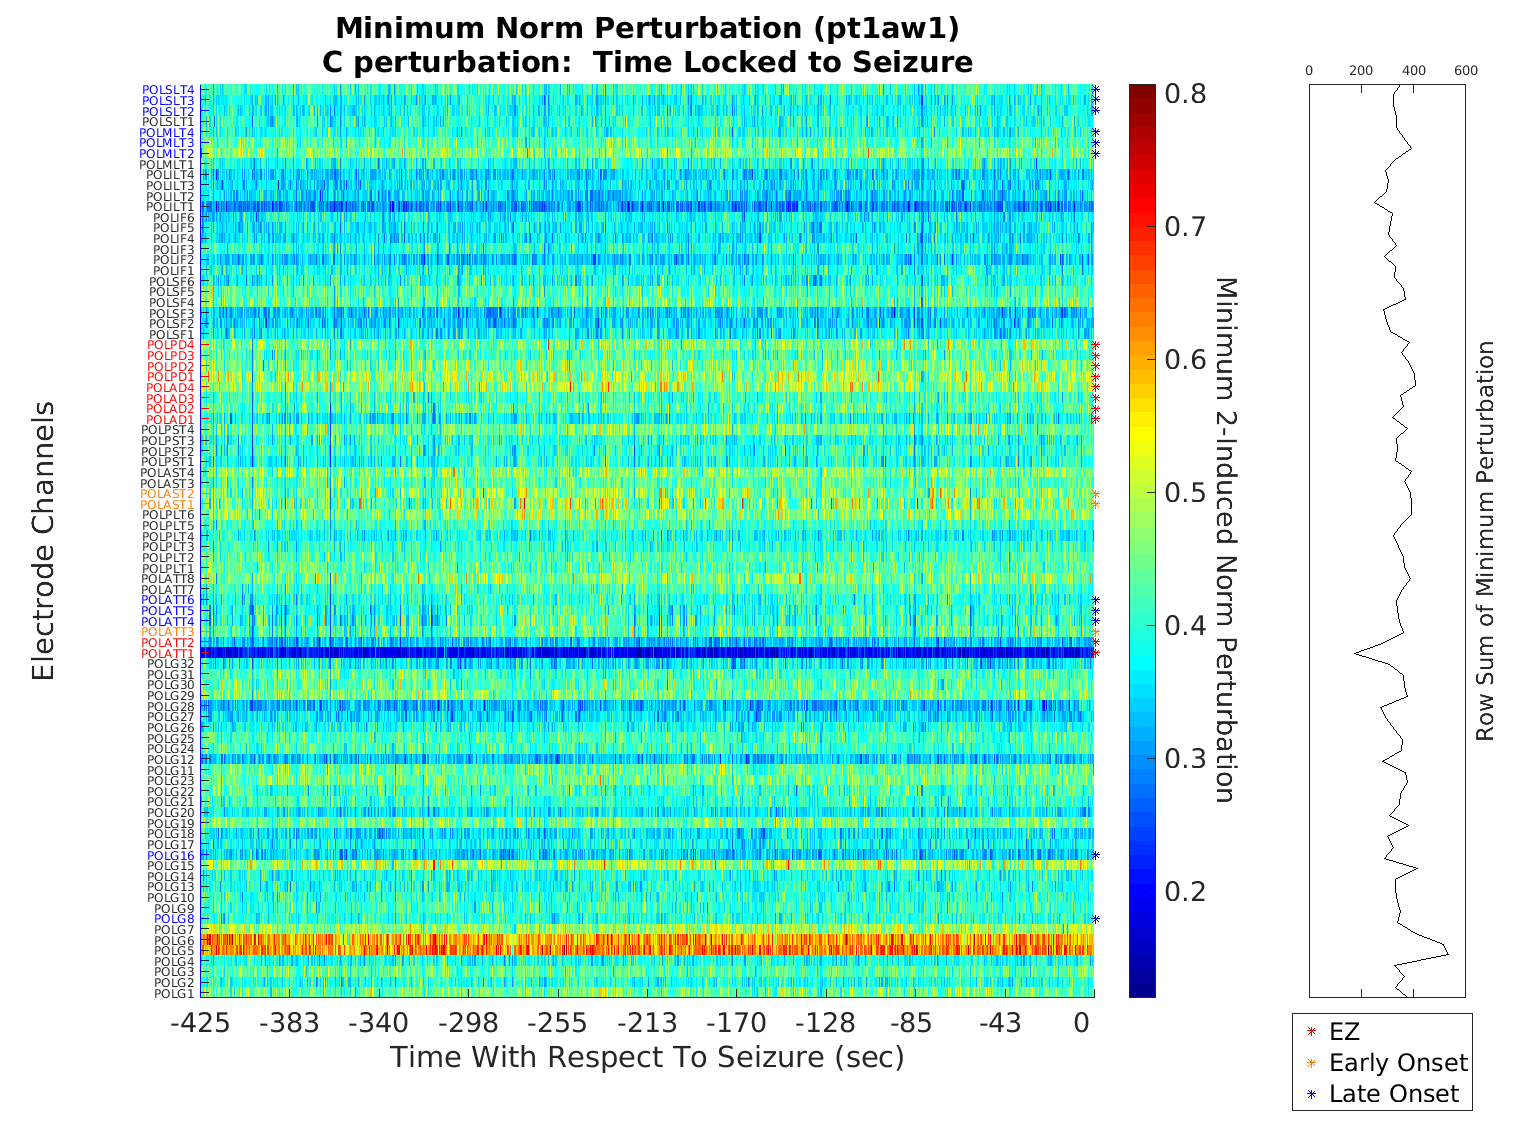 Minimum Norm Perturbation (pt1aw1)
C perturbation:  Time Locked to Seizure
Electrode Channels
POLSLT4
POLSLT3
POLSLT2
POLSLT1
POLMLT4
POLMLT3
POLMLT2
POLMLT1
POLILT4
POLILT3
POLILT2
POLILT1
POLIF6
POLIF5
POLIF4
POLIF3
POLIF2
POLIF1
POLSF6
POLSF5
POLSF4
POLSF3
POLSF2
POLSF1
POLPD4
POLPD3
POLPD2
POLPD1
POLAD4
POLAD3
POLAD2
POLAD1
POLPST4
POLPST3
POLPST2
POLPST1
POLAST4
POLAST3
POLAST2
POLAST1
POLPLT6
POLPLT5
POLPLT4
POLPLT3
POLPLT2
POLPLT1
POLATT8
POLATT7
POLATT6
POLATT5
POLATT4
POLATT3
POLATT2
POLATT1
POLG32
POLG31
POLG30
POLG29
POLG28
POLG27
POLG26
POLG25
POLG24
POLG12
POLG11
POLG23
POLG22
POLG21
POLG20
POLG19
POLG18
POLG17
POLG16
POLG15
POLG14
POLG13
POLG10
POLG9
POLG8
POLG7
POLG6
POLG5
POLG4
POLG3
POLG2
POLG1
-425 -383 -340 -298 -255 -213 -170 -128 -85 -43 0
Time With Respect To Seizure (sec)
0.8
0.7
0.6
0.5
0.4
0.3
0.2
Minimum 2-Induced Norm Perturbation
0 200 400 600
Row Sum of Minimum Perturbation
EZ
Early Onset
Late Onset